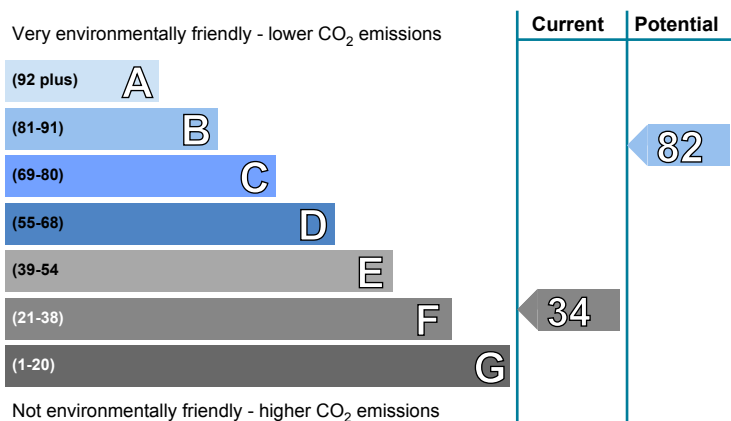 Very environmentally friendly - lower CO2 emissions
Current
Potential
(92 plus) A
(81-91) B
82
(69-80) C
(55-68) D
(39-54 E
(21-38) F
34
(1-20) G
Not environmentally friendly - higher CO2 emissions